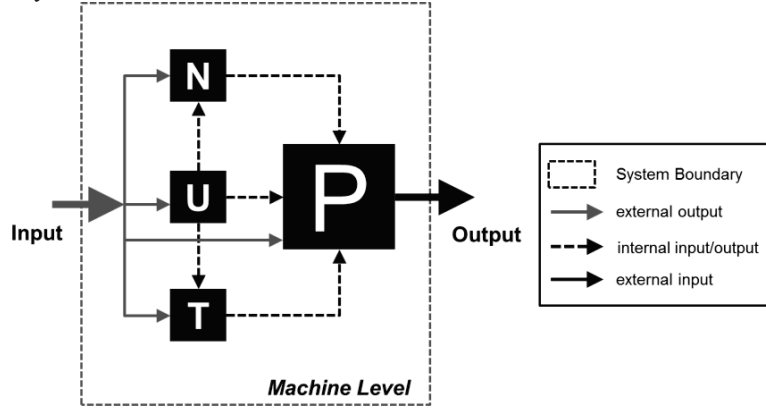 N
U
P
T
Input
Output
Machine Level
System Boundary
external output
internal input/output
external input